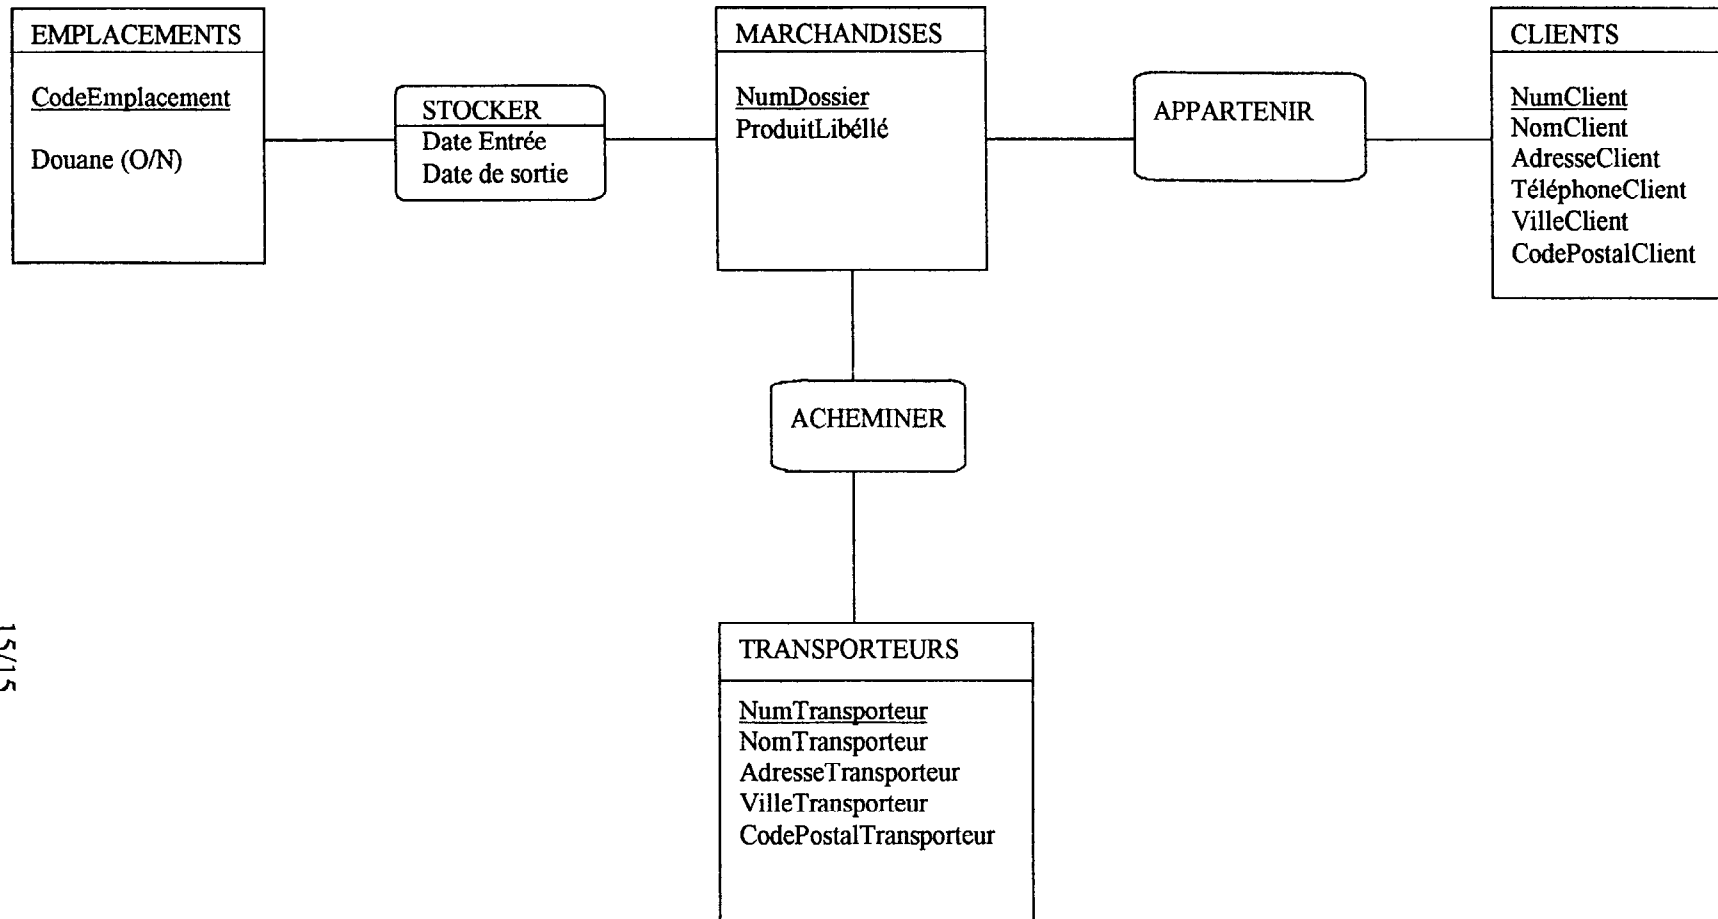 EMPLACEMENTS
CodeEmplacement
Douane (O/N)
STOCKER
Date Entrée
Date de sortie
MARCHANDISES
NumDossier
ProduitLibéllé
APPARTENIR
CLIENTS
NumClient
NomClient
AdresseClient
TéléphoneClient
VilleClient
CodePostalClient
ACHEMINER
TRANSPORTEURS
NumTransporteur
NomTransporteur
AdresseTransporteur
VilleTransporteur
CodePostalTransporteur
15/15